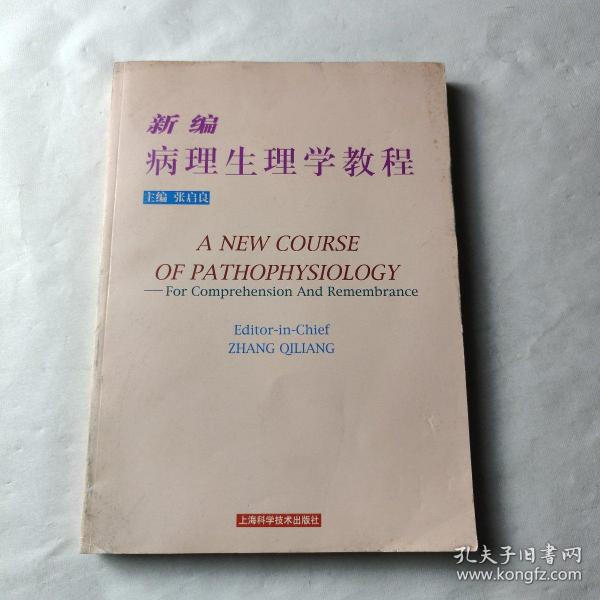 新编
病理生理学教程
主编 张启良
A NEW COURSE
OF PATHOPHYSIOLOGY
—For Comprehension And Remembrance
Editor-in-Chief
ZHANG QILIANG
上海科学技术出版社
孔夫子旧书网
www.kongfz.com